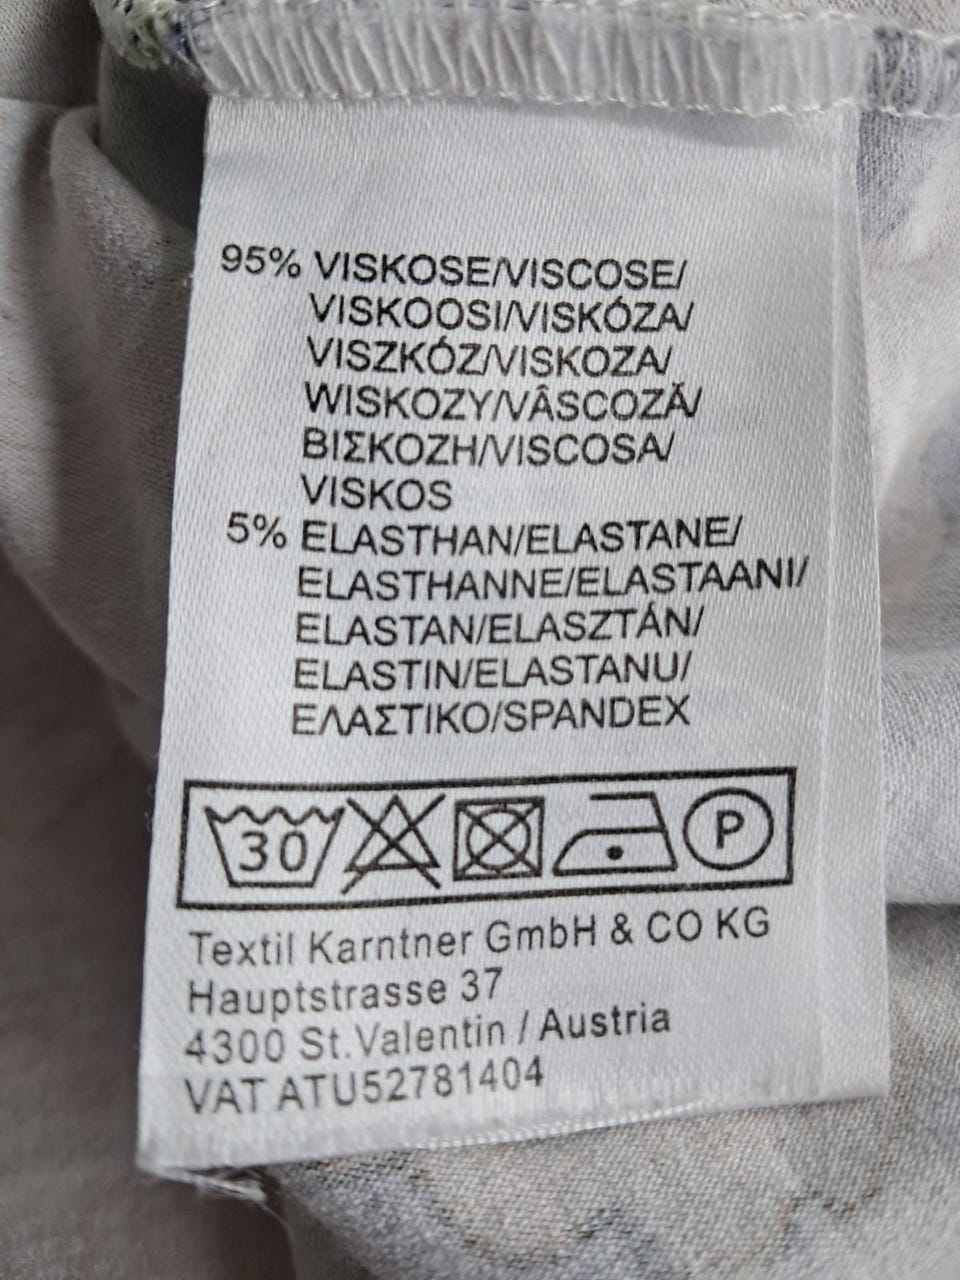 95% VISKOSE/VISCOSE/
VISKOOSI/VISKÓZA/
VISZKÓZ/VISKOZA/
WISKOZY/VÂSCOZĂ/
ΒΙΣΚΟΖΗ/VISCOSA/
VISKOS
5% ELASTHAN/ELASTANE/
ELASTHANNE/ELASTAANI/
ELASTAN/ELASZTÁN/
ELASTIN/ELASTANU/
ΕΛΑΣΤΙΚΟ/SPANDEX
30 P
Textil Karntner GmbH & CO KG
Hauptstrasse 37
4300 St.Valentin / Austria
VAT ATU52781404